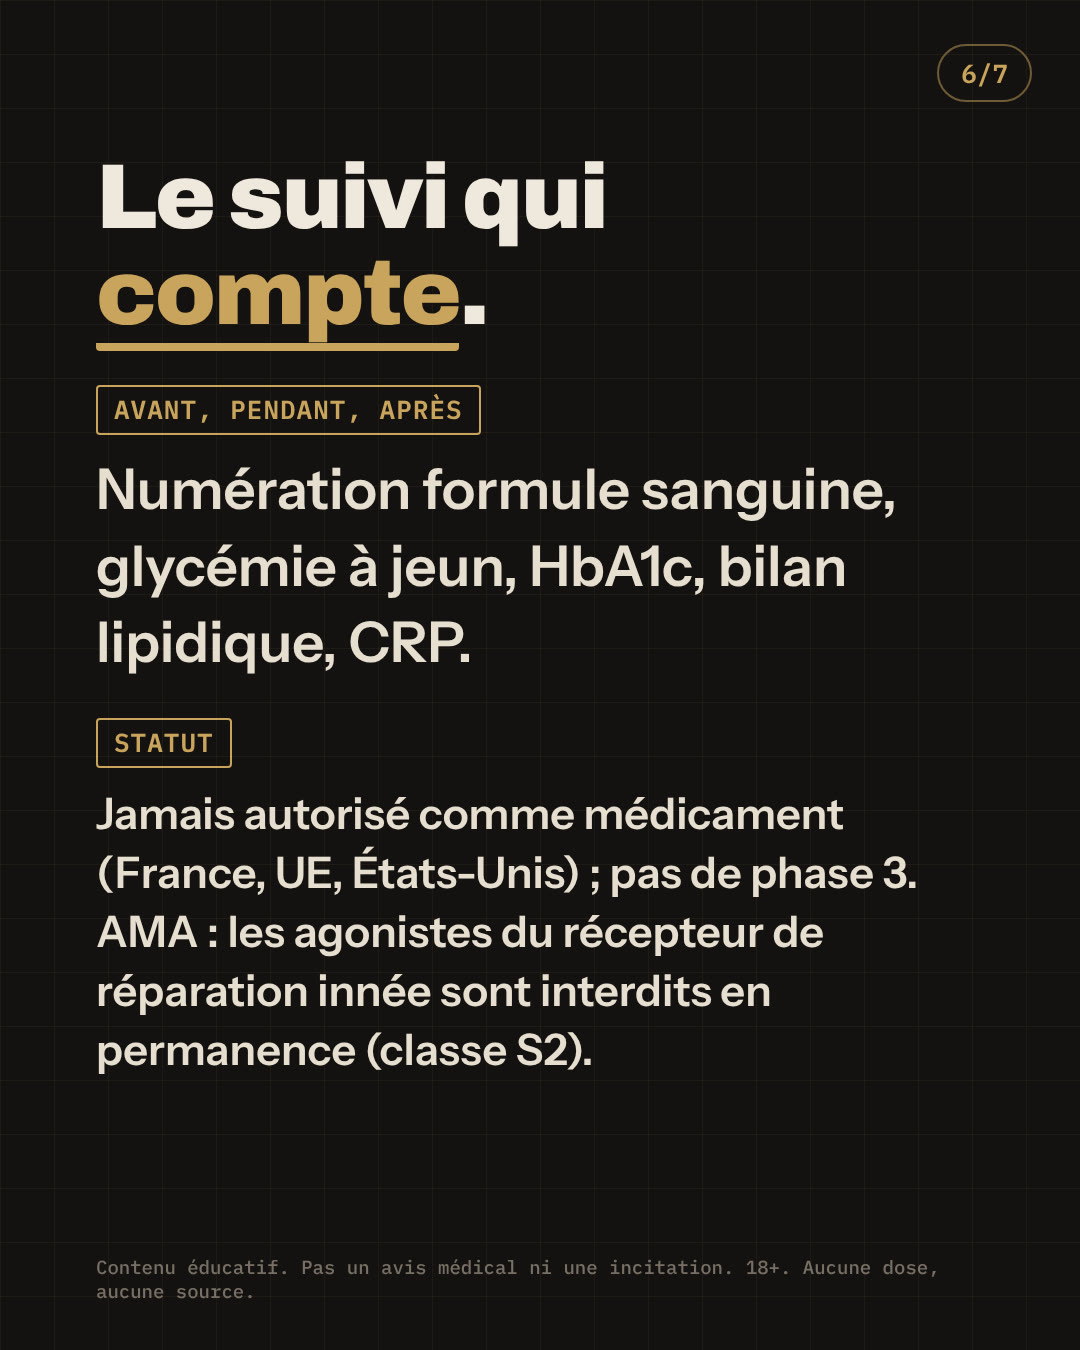 6/7
Le suivi qui
compte.
AVANT, PENDANT, APRÈS
Numération formule sanguine,
glycémie à jeun, HbA1c, bilan
lipidique, CRP.
STATUT
Jamais autorisé comme médicament
(France, UE, États-Unis) ; pas de phase 3.
AMA : les agonistes du récepteur de
réparation innée sont interdits en
permanence (classe S2).
Contenu éducatif. Pas un avis médical ni une incitation. 18+. Aucune dose,
aucune source.